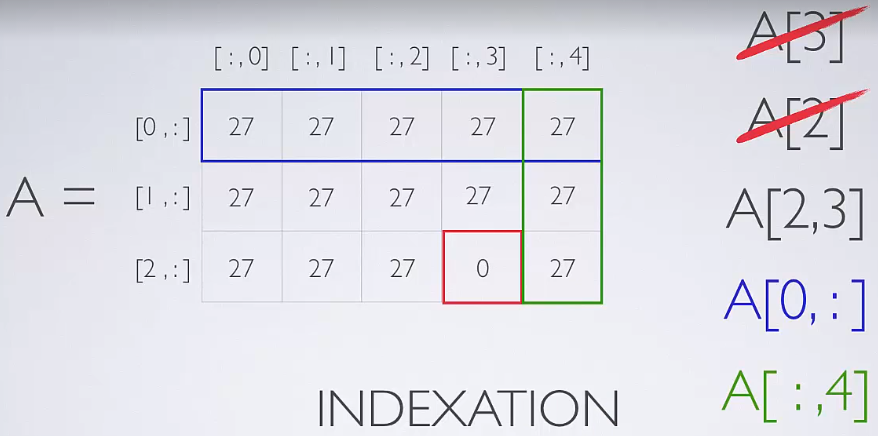 [:,0] [:,1] [:,2] [:,3] [:,4]
[0,:] 27 27 27 27 27
A = [1,:] 27 27 27 27 27
[2,:] 27 27 27 0 27
INDEXATION
A[3]
A[2]
A[2,3]
A[0,:]
A[:,4]